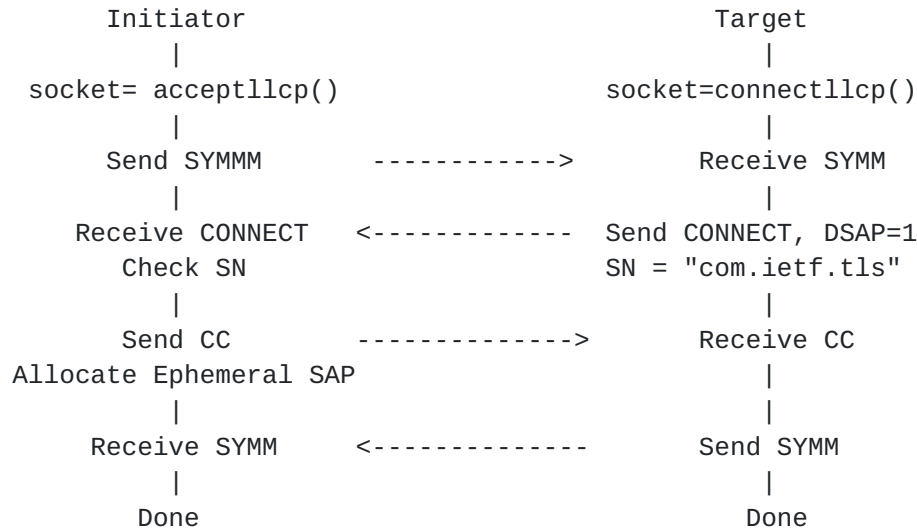 Initiator Target
| |
socket= acceptllcp() socket=connectllcp()
| |
Send SYMMM ------------> Receive SYMM
| |
Receive CONNECT <------------- Send CONNECT, DSAP=1
Check SN SN = "com.ietf.tls"
| |
Send CC --------------> Receive CC
Allocate Ephemeral SAP |
| |
Receive SYMM <-------------- Send SYMM
| |
Done Done